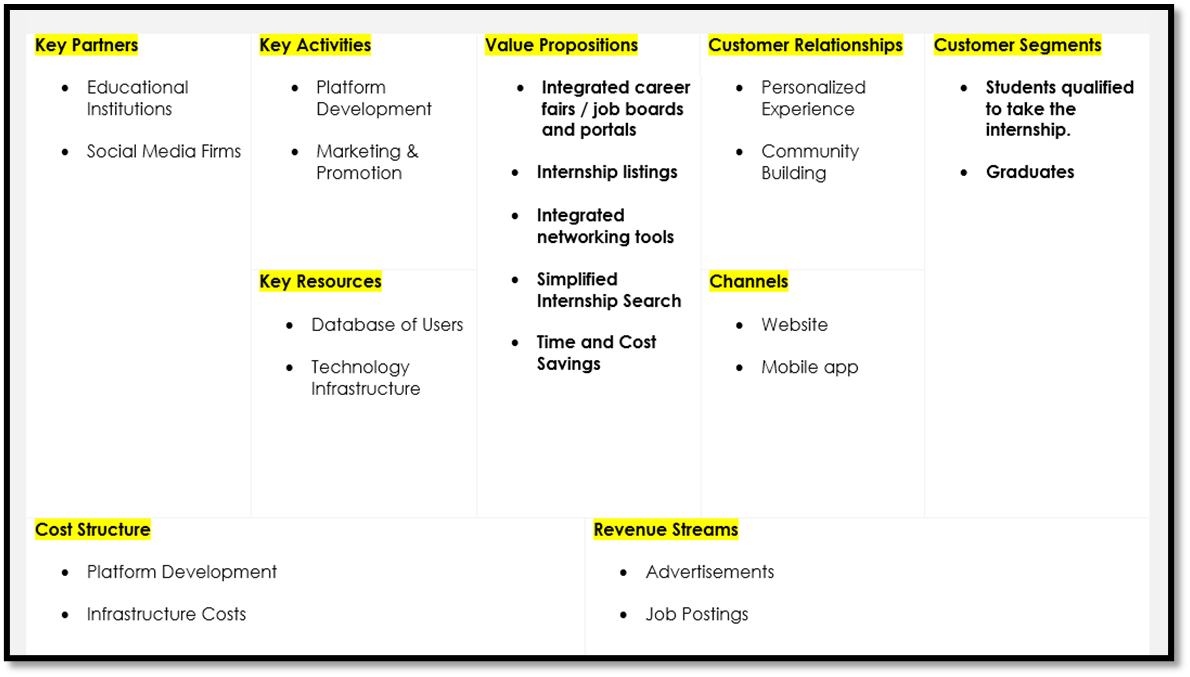 Key Partners
• Educational
Institutions
• Social Media Firms
Key Activities
• Platform
Development
• Marketing &
Promotion
Key Resources
• Database of Users
• Technology
Infrastructure
Value Propositions
• Integrated career
fairs / job boards
and portals
• Internship listings
• Integrated
networking tools
• Simplified
Internship Search
• Time and Cost
Savings
Customer Relationships
• Personalized
Experience
• Community
Building
Channels
• Website
• Mobile app
Customer Segments
• Students qualified
to take the
internship.
• Graduates
Cost Structure
• Platform Development
• Infrastructure Costs
Revenue Streams
• Advertisements
• Job Postings